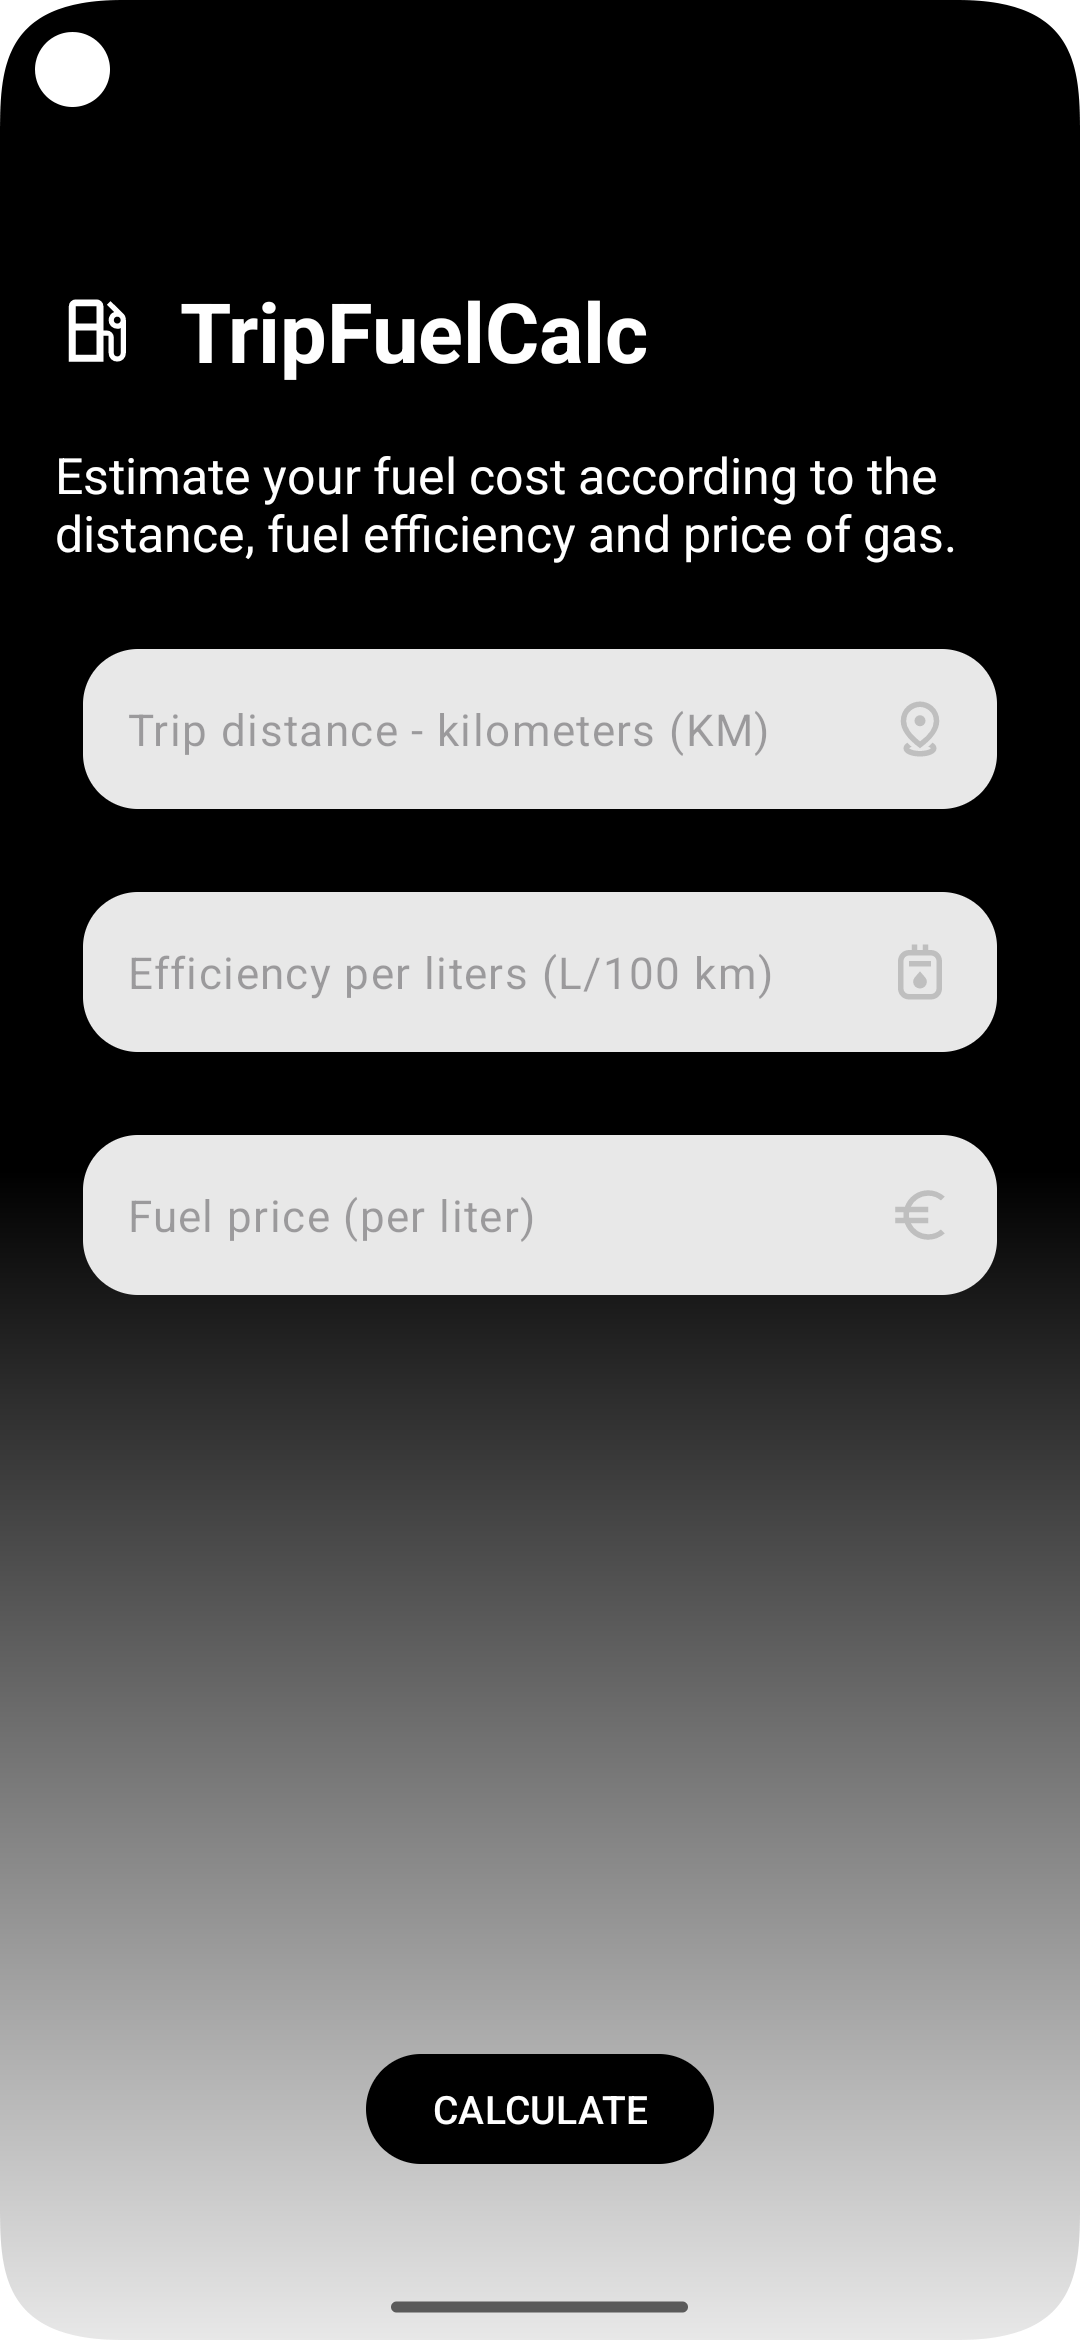 TripFuelCalc
Estimate your fuel cost according to the
distance, fuel efficiency and price of gas.
Trip distance - kilometers (KM)
Efficiency per liters (L/100 km)
Fuel price (per liter)
CALCULATE